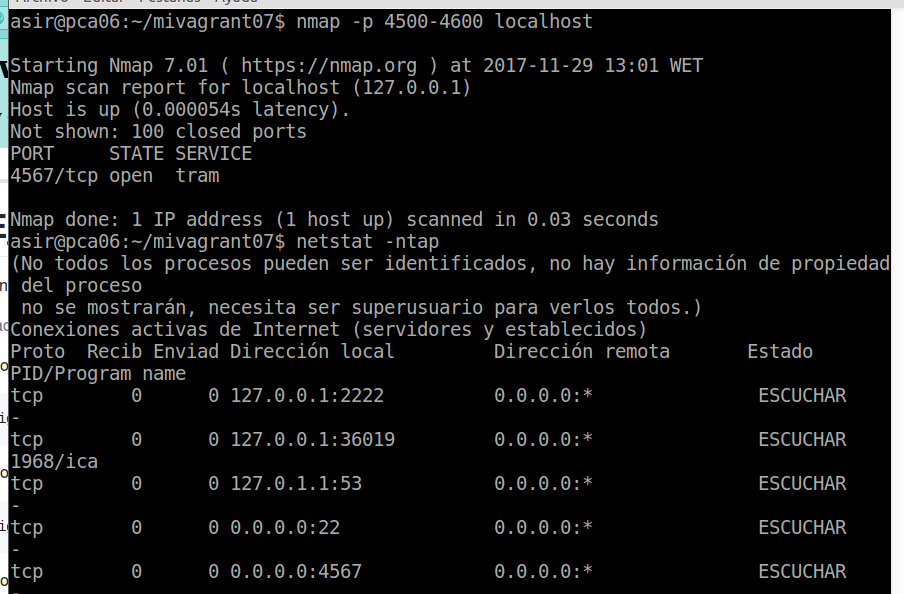 asir@pca06:~/mivagrant07$ nmap -p 4500-4600 localhost
Starting Nmap 7.01 ( https://nmap.org ) at 2017-11-29 13:01 WET
Nmap scan report for localhost (127.0.0.1)
Host is up (0.000054s latency).
Not shown: 100 closed ports
PORT     STATE SERVICE
4567/tcp open  tram
Nmap done: 1 IP address (1 host up) scanned in 0.03 seconds
asir@pca06:~/mivagrant07$ netstat -ntap
(No todos los procesos pueden ser identificados, no hay información de propiedad
 del proceso
 no se mostrarán, necesita ser superusuario para verlos todos.)
Conexiones activas de Internet (servidores y establecidos)
Proto  Recib Enviad Dirección local         Dirección remota       Estado
PID/Program name
tcp        0      0 127.0.0.1:2222          0.0.0.0:*               ESCUCHAR
-
tcp        0      0 127.0.0.1:36019         0.0.0.0:*               ESCUCHAR
1968/ica
tcp        0      0 127.0.1.1:53            0.0.0.0:*               ESCUCHAR
-
tcp        0      0 0.0.0.0:22              0.0.0.0:*               ESCUCHAR
-
tcp        0      0 0.0.0.0:4567            0.0.0.0:*               ESCUCHAR